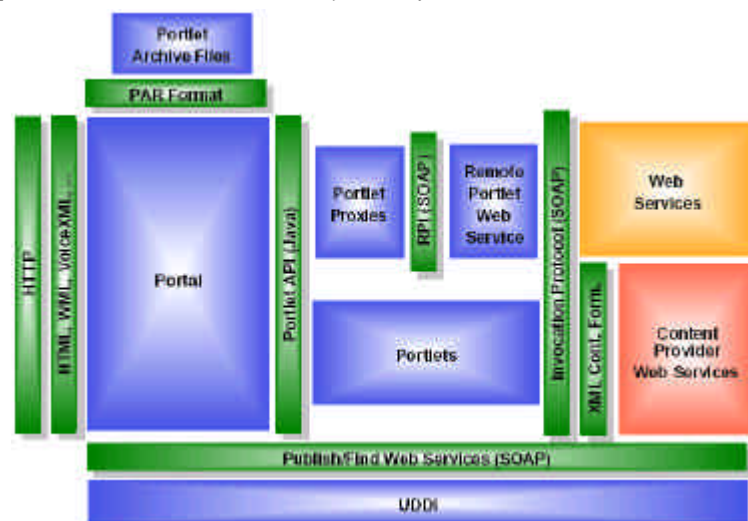 Portlet
Archive Files
PAR Format
HTTP
HTML, WML, VoiceXML, ...
Portal
Portlet API (Java)
Portlet
Proxies
RPI (SOAP)
Remote
Portlet
Web
Service
Invocation Protocol (SOAP)
Web
Services
Portlets
XML Cont. Form.
Content
Provider
Web Services
Publish/Find Web Services (SOAP)
UDDI